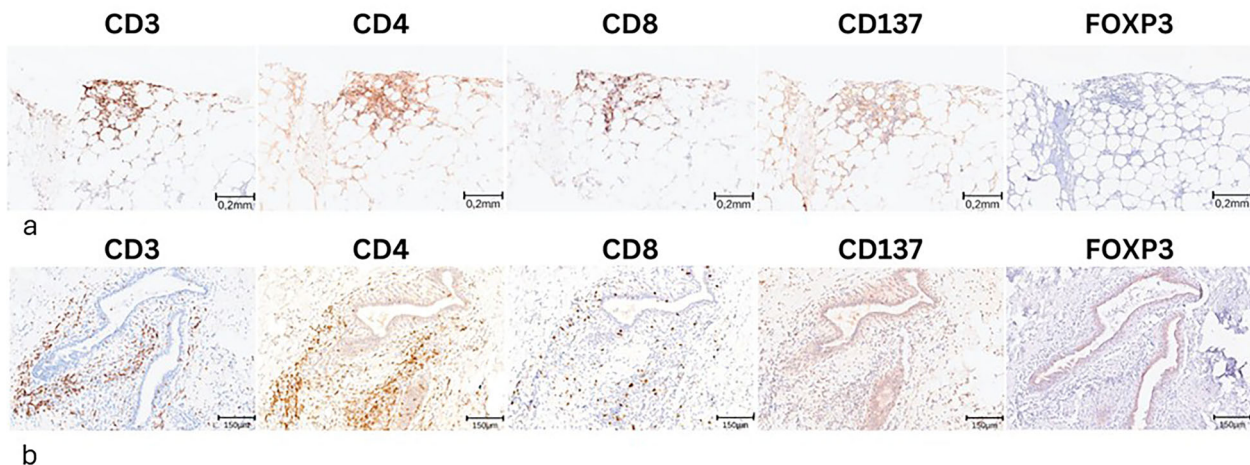 CD3 CD4 CD8 CD137 FOXP3
0,2mm 0,2mm 0,2mm 0,2mm 0,2mm
a
CD3 CD4 CD8 CD137 FOXP3
150µm 150µm 150µm 150µm 150µm
b